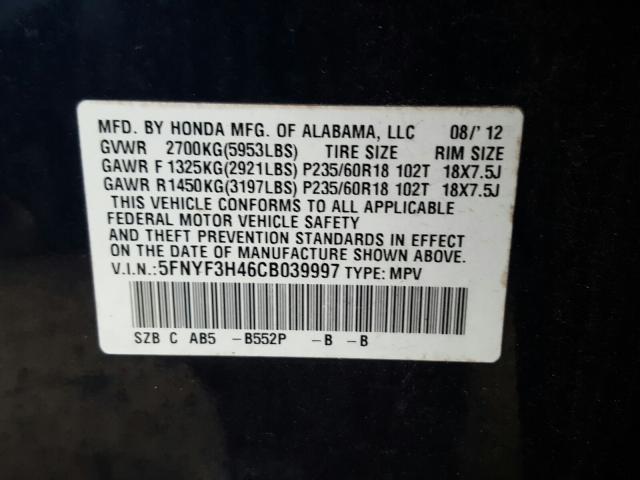 MFD. BY HONDA MFG. OF ALABAMA, LLC 08/'12
GVWR 2700KG(5953LBS) TIRE SIZE RIM SIZE
GAWR F 1325KG(2921LBS) P235/60R18 102T 18X7.5J
GAWR R1450KG(3197LBS) P235/60R18 102T 18X7.5J
THIS VEHICLE CONFORMS TO ALL APPLICABLE
FEDERAL MOTOR VEHICLE SAFETY
AND THEFT PREVENTION STANDARDS IN EFFECT
ON THE DATE OF MANUFACTURE SHOWN ABOVE.
V.I.N.:5FNYF3H46CB039997 TYPE: MPV
SZB C AB5 -B552P -B -B